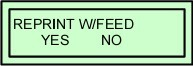 REPRINT W/FEED
YES NO